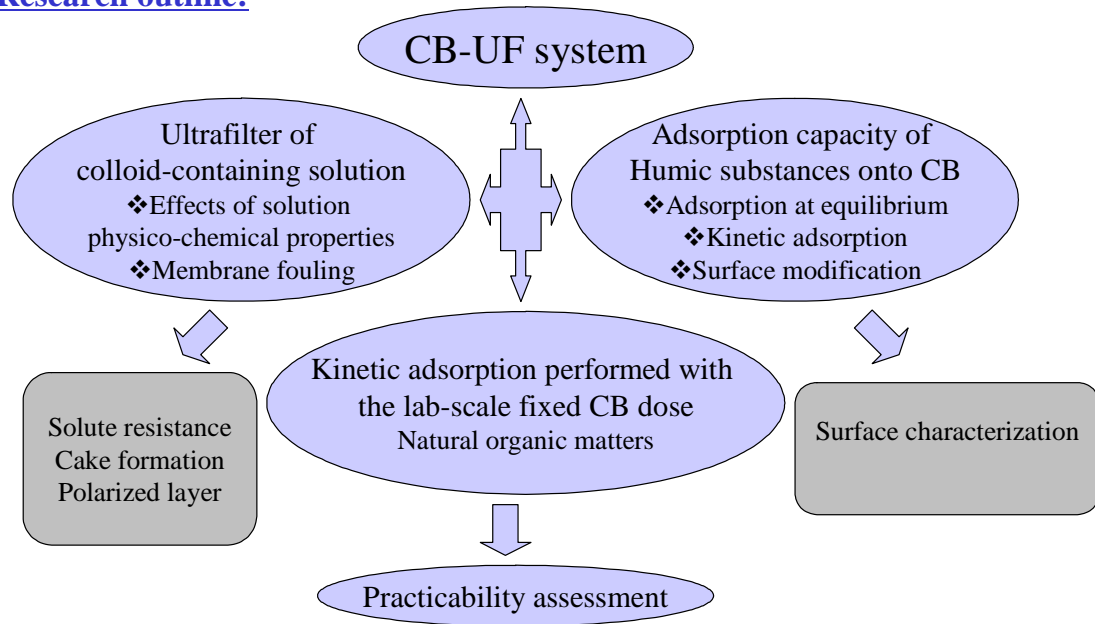 Research outline:
CB-UF system
Ultrafilter of
colloid-containing solution
❖Effects of solution
physico-chemical properties
❖Membrane fouling
Adsorption capacity of
Humic substances onto CB
❖Adsorption at equilibrium
❖Kinetic adsorption
❖Surface modification
Kinetic adsorption performed with
the lab-scale fixed CB dose
Natural organic matters
Solute resistance
Cake formation
Polarized layer
Surface characterization
Practicability assessment